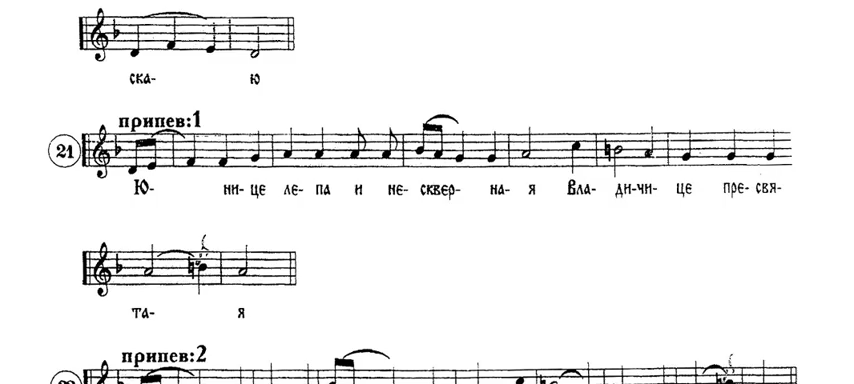 ска- ю
припев:1
21
Ю- ни- це ле- па и не- сквер- на- я Вла- ди-чи- це пре- свя-
та- я
припев:2